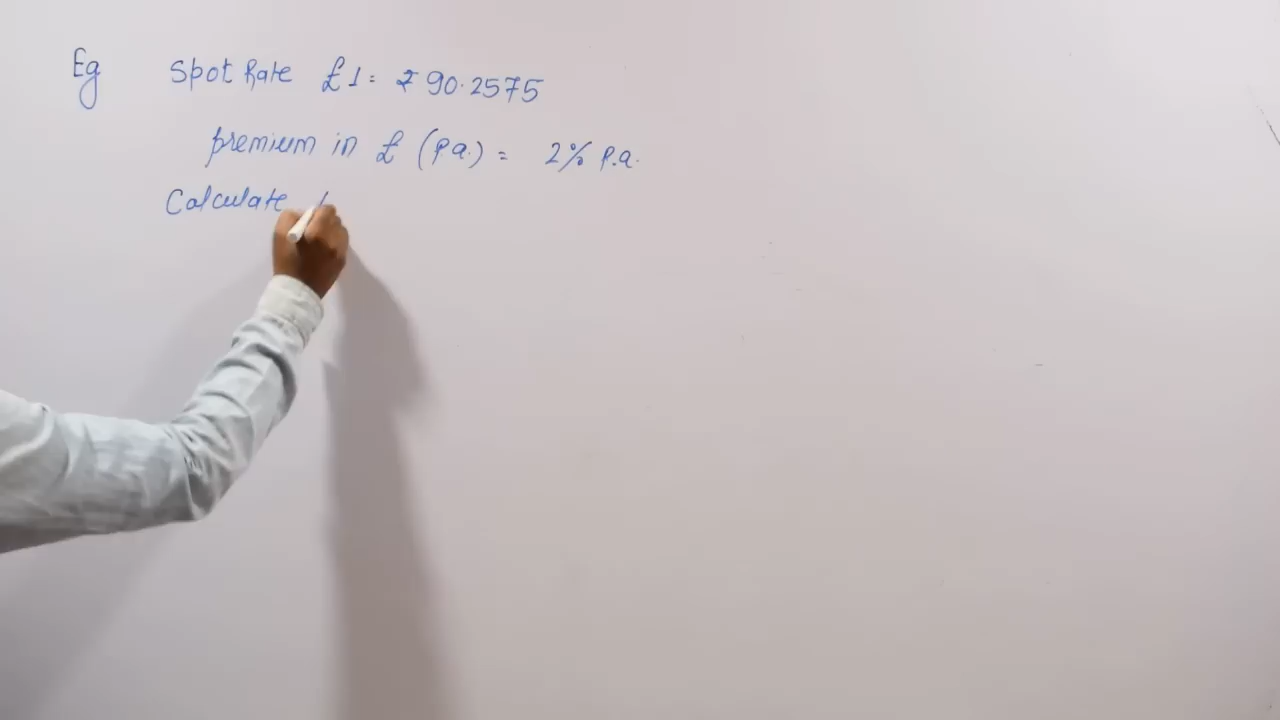 Eg Spot Rate £1 = ₹ 90.2575
premium in £ (p.a.) = 2% p.a.
Calculate